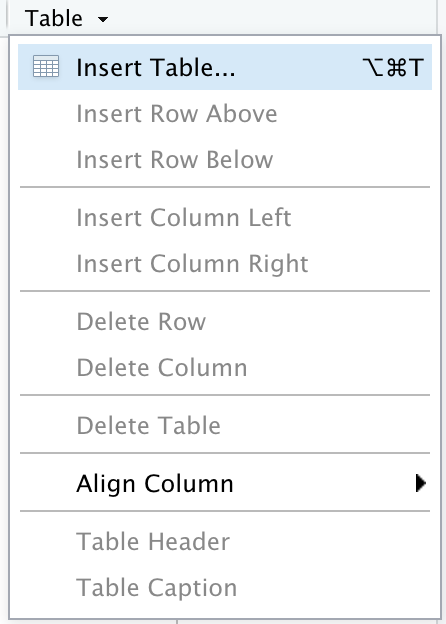 Table
Insert Table... ⌥⌘T
Insert Row Above
Insert Row Below
Insert Column Left
Insert Column Right
Delete Row
Delete Column
Delete Table
Align Column
Table Header
Table Caption